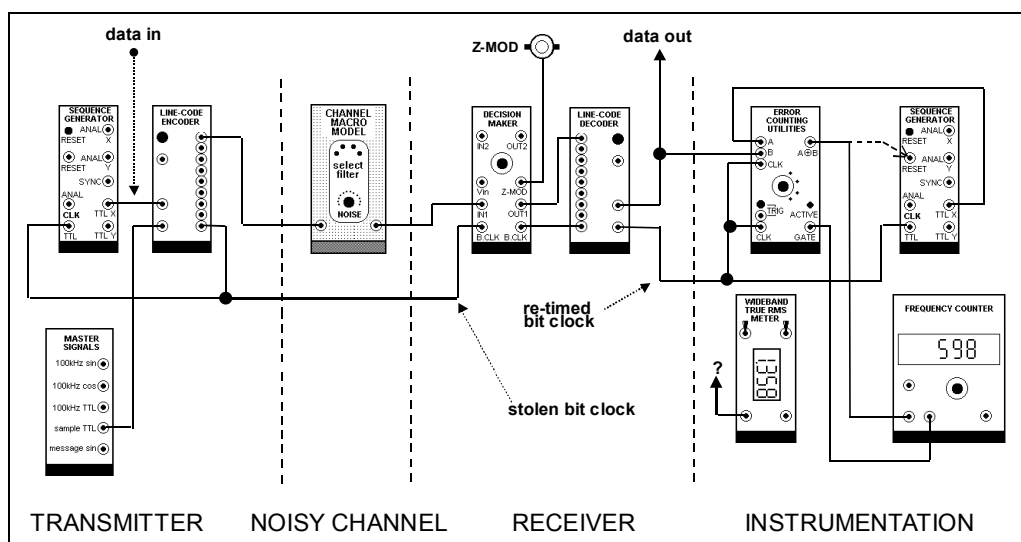 data in
Z-MOD
data out
SEQUENCE
GENERATOR
ANAL
X
RESET
ANAL
Y
RESET
SYNC
ANAL
CLK
TTL X
TTL
TTL Y
LINE-CODE
ENCODER
CHANNEL
MACRO
MODEL
select
filter
NOISE
DECISION
MAKER
IN2
OUT2
Vin
Z-MOD
IN1
OUT1
B.CLK
B.CLK
LINE-CODE
DECODER
ERROR
COUNTING
UTILITIES
A
B
A⊕B
CLK
TRIG
ACTIVE
CLK
GATE
SEQUENCE
GENERATOR
ANAL
X
RESET
ANAL
Y
RESET
SYNC
ANAL
CLK
TTL X
TTL
TTL Y
MASTER
SIGNALS
100kHz sin
100kHz cos
100kHz TTL
sample TTL
message sin
re-timed
bit clock
stolen bit clock
WIDEBAND
TRUE RMS
METER
1358
?
FREQUENCY COUNTER
598
TRANSMITTER
NOISY CHANNEL
RECEIVER
INSTRUMENTATION